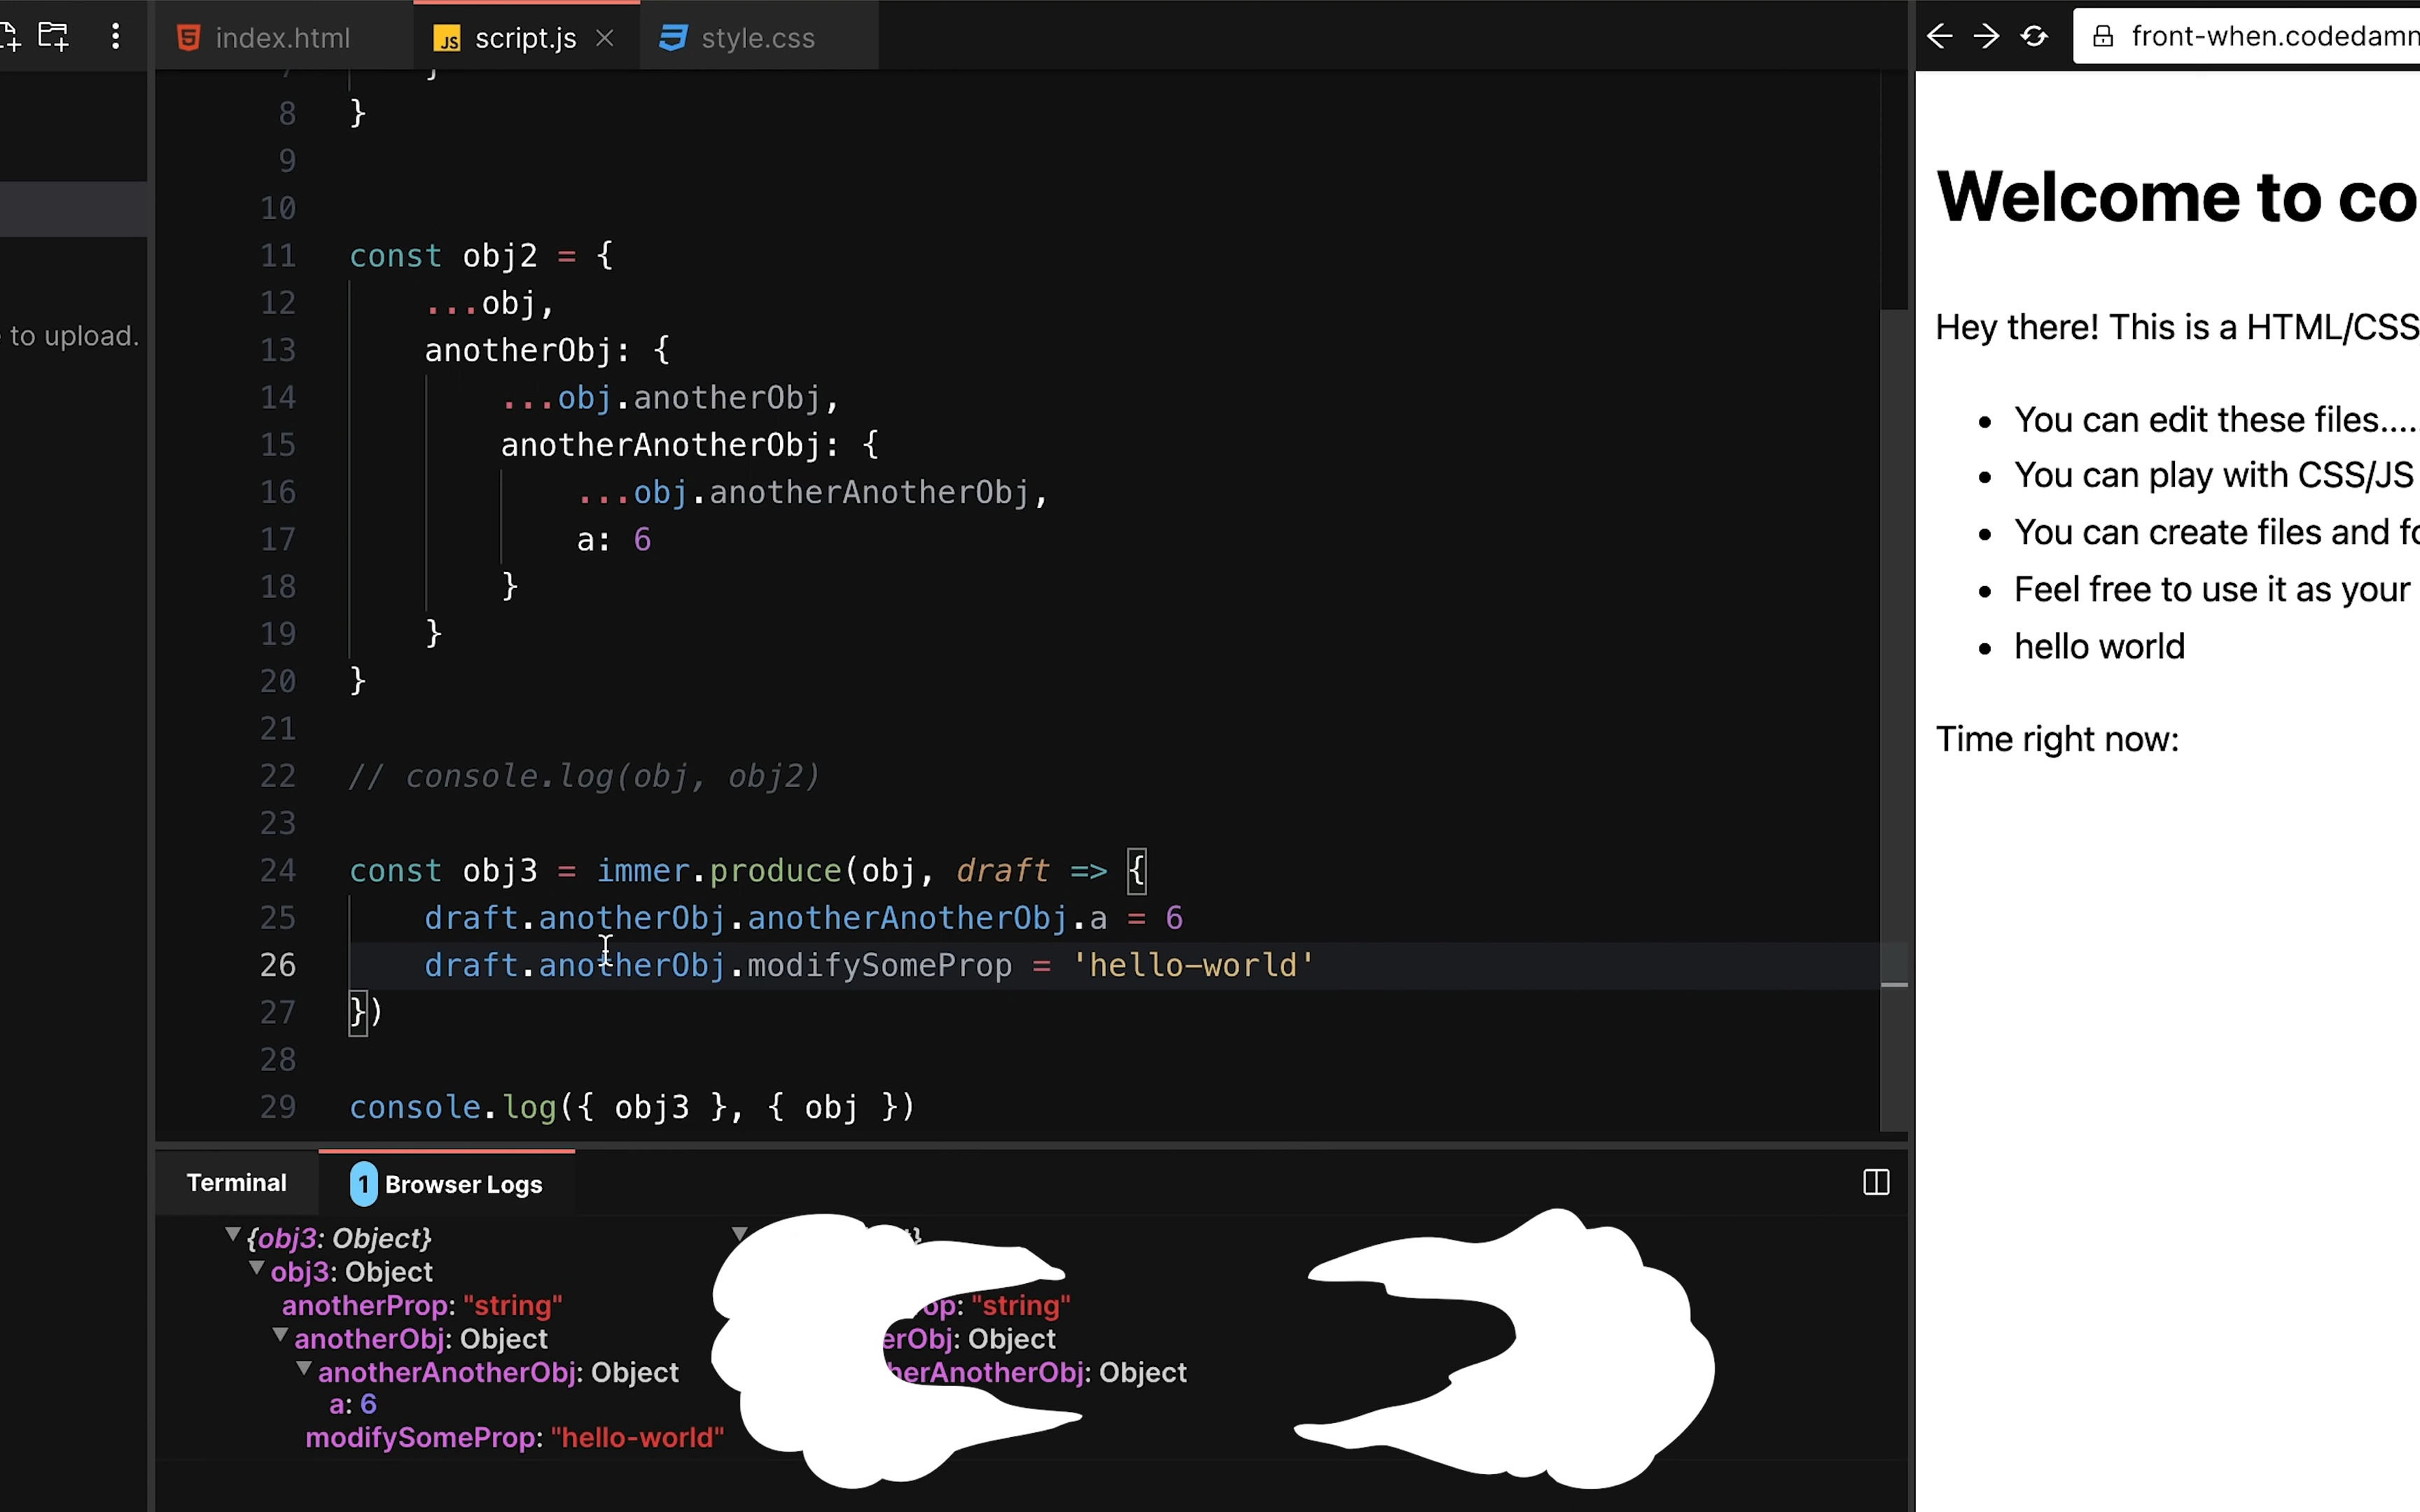 index.html
script.js
style.css
front-when.codedamn
to upload.
8 }
9
10
11 const obj2 = {
12 ...obj,
13 anotherObj: {
14 ...obj.anotherObj,
15 anotherAnotherObj: {
16 ...obj.anotherAnotherObj,
17 a: 6
18 }
19 }
20 }
21
22 // console.log(obj, obj2)
23
24 const obj3 = immer.produce(obj, draft => {
25 draft.anotherObj.anotherAnotherObj.a = 6
26 draft.anotherObj.modifySomeProp = 'hello-world'
27 })
28
29 console.log({ obj3 }, { obj })
Terminal
1 Browser Logs
{obj3: Object}
obj3: Object
anotherProp: "string"
anotherObj: Object
anotherAnotherObj: Object
a: 6
modifySomeProp: "hello-world"
op: "string"
erObj: Object
herAnotherObj: Object
Welcome to co
Hey there! This is a HTML/CSS
• You can edit these files....
• You can play with CSS/JS
• You can create files and fo
• Feel free to use it as your
• hello world
Time right now: